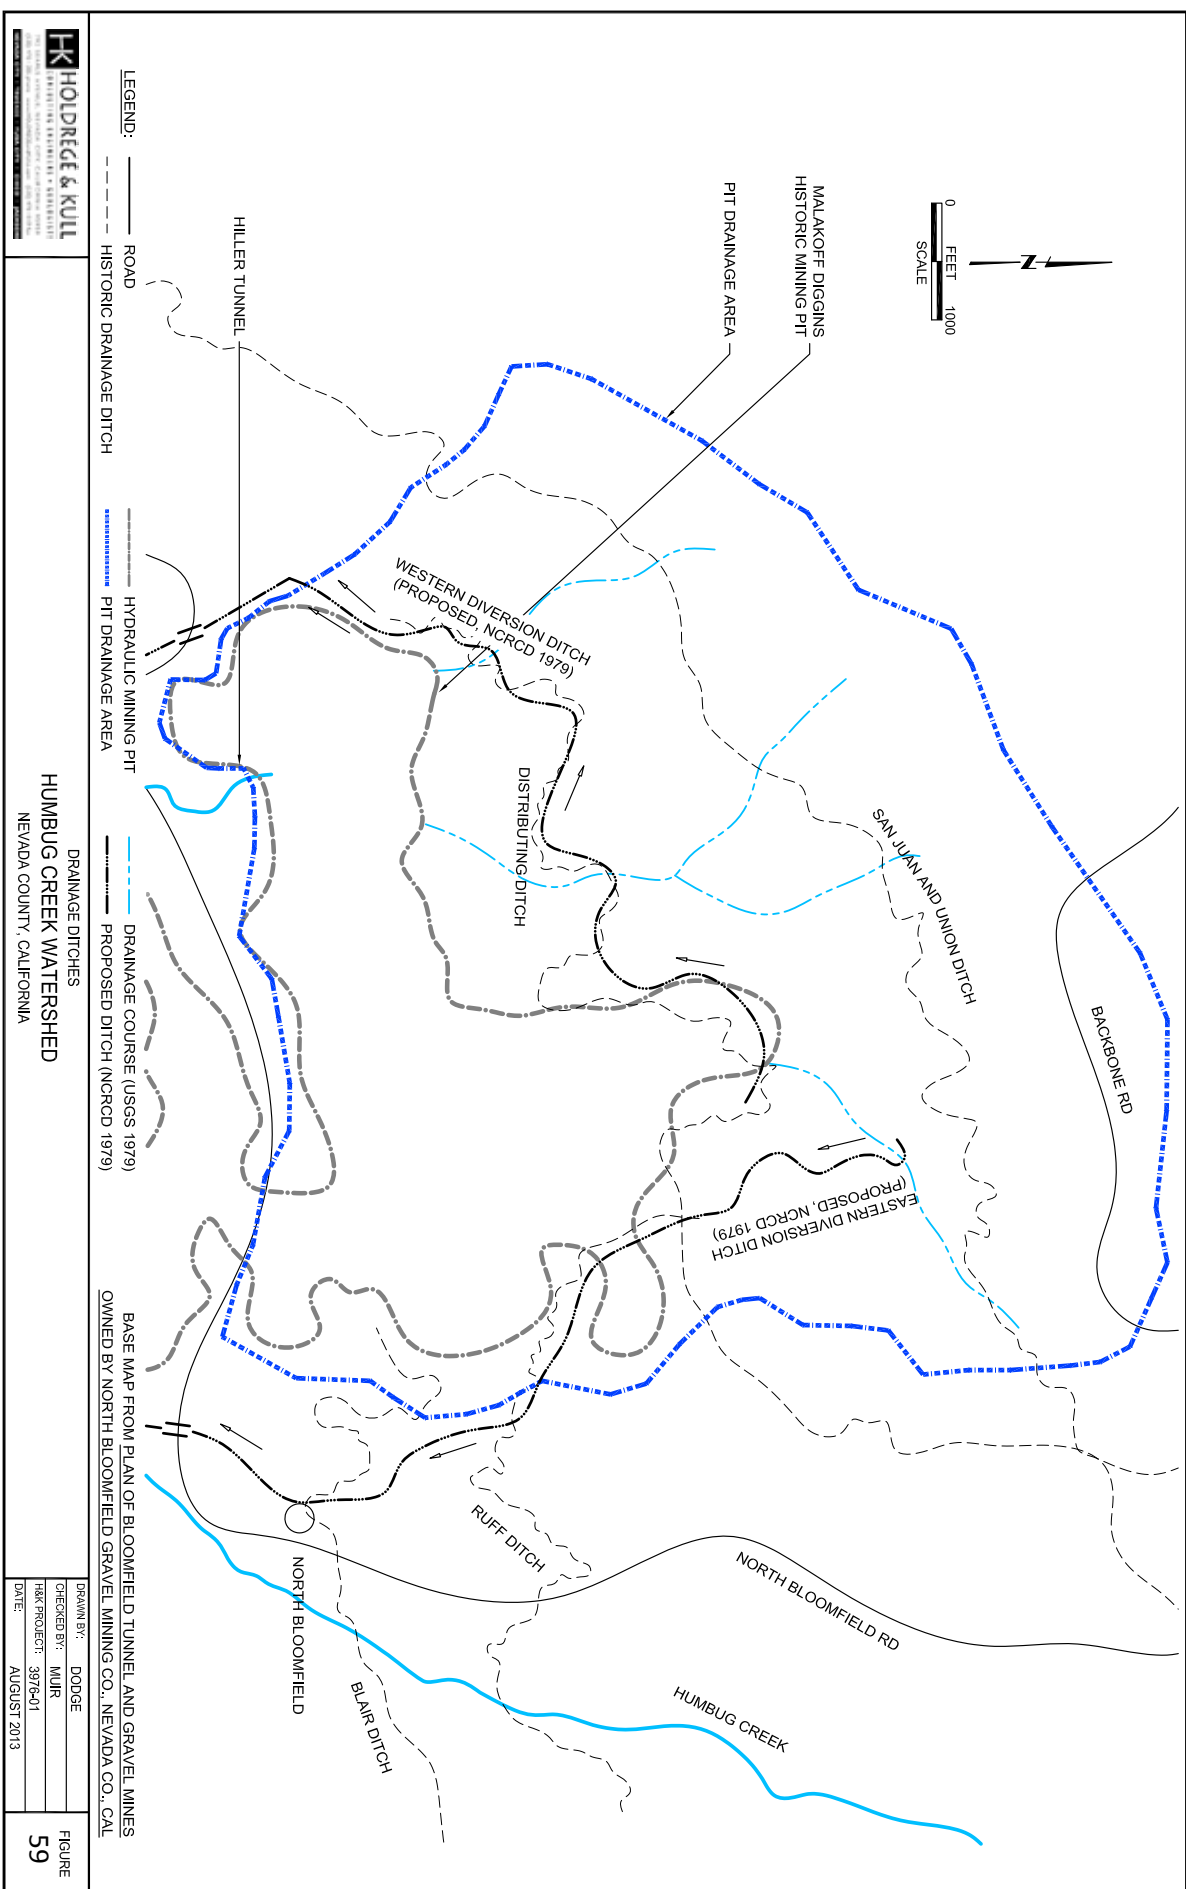 0 FEET 1000
SCALE
N
MALAKOFF DIGGINS
HISTORIC MINING PIT
PIT DRAINAGE AREA
HILLER TUNNEL
WESTERN DIVERSION DITCH
(PROPOSED, NCRCD 1979)
DISTRIBUTING DITCH
SAN JUAN AND UNION DITCH
BACKBONE RD
EASTERN DIVERSION DITCH
(PROPOSED, NCRCD 1979)
RUFF DITCH
NORTH BLOOMFIELD RD
NORTH BLOOMFIELD
BLAIR DITCH
HUMBUG CREEK
LEGEND:
ROAD
HISTORIC DRAINAGE DITCH
HYDRAULIC MINING PIT
PIT DRAINAGE AREA
DRAINAGE COURSE (USGS 1979)
PROPOSED DITCH (NCRCD 1979)
BASE MAP FROM PLAN OF BLOOMFIELD TUNNEL AND GRAVEL MINES
OWNED BY NORTH BLOOMFIELD GRAVEL MINING CO., NEVADA CO., CAL
HK HOLDREGE & KULL
CONSULTING ENGINEERS • GEOLOGISTS
DRAINAGE DITCHES
HUMBUG CREEK WATERSHED
NEVADA COUNTY, CALIFORNIA
DRAWN BY: DODGE
CHECKED BY: MUIR
H&K PROJECT: 3976-01
DATE: AUGUST 2013
FIGURE
59